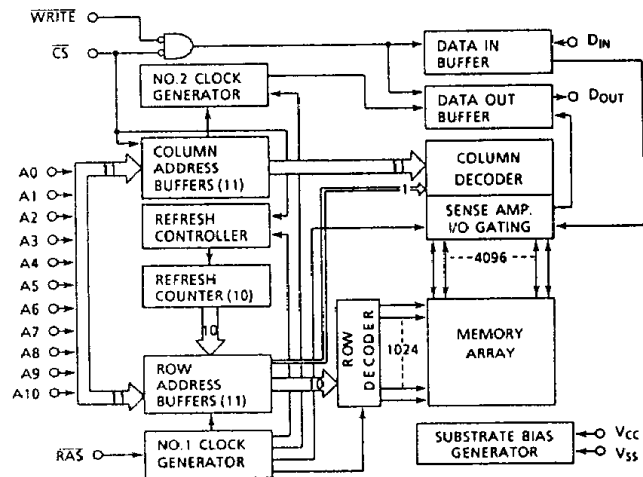 WRITE
CS
NO.2 CLOCK
GENERATOR
DATA IN
BUFFER
DIN
DATA OUT
BUFFER
DOUT
COLUMN
ADDRESS
BUFFERS (11)
COLUMN
DECODER
1
SENSE AMP.
I/O GATING
REFRESH
CONTROLLER
4096
REFRESH
COUNTER (10)
10
A0
A1
A2
A3
A4
A5
A6
A7
A8
A9
A10
ROW
ADDRESS
BUFFERS (11)
ROW
DECODER
1024
MEMORY
ARRAY
RAS
NO.1 CLOCK
GENERATOR
SUBSTRATE BIAS
GENERATOR
VCC
VSS